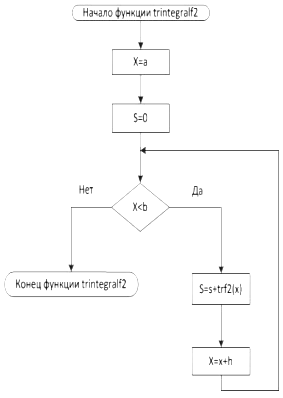 Начало функции trintegralf2
X=a
S=0
Нет
Да
X<b
Конец функции trintegralf2
S=s+trf2(x)
X=x+h